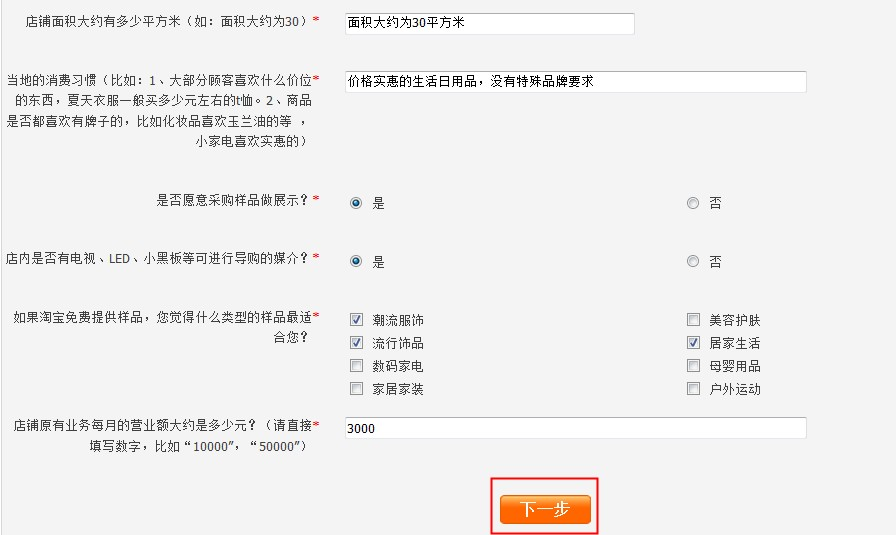 店铺面积大约有多少平方米（如：面积大约为30）* 面积大约为30平方米
当地的消费习惯（比如：1、大部分顾客喜欢什么价位* 价格实惠的生活日用品，没有特殊品牌要求
的东西，夏天衣服一般买多少元左右的t恤。2、商品
是否都喜欢有牌子的，比如化妆品喜欢玉兰油的等 ，
小家电喜欢实惠的）
是否愿意采购样品做展示？* 是 否
店内是否有电视、LED、小黑板等可进行导购的媒介？* 是 否
如果淘宝免费提供样品，您觉得什么类型的样品最适* 潮流服饰 美容护肤
合您？ 流行饰品 居家生活
数码家电 母婴用品
家居家装 户外运动
店铺原有业务每月的营业额大约是多少元？（请直接* 3000
填写数字，比如“10000”，“50000”）
下一步